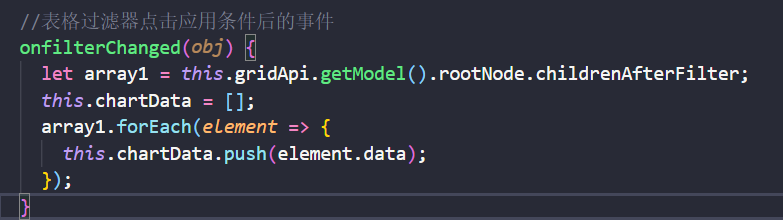 //表格过滤器点击应用条件后的事件
onfilterChanged(obj) {
let array1 = this.gridApi.getModel().rootNode.childrenAfterFilter;
this.chartData = [];
array1.forEach(element => {
this.chartData.push(element.data);
});
}